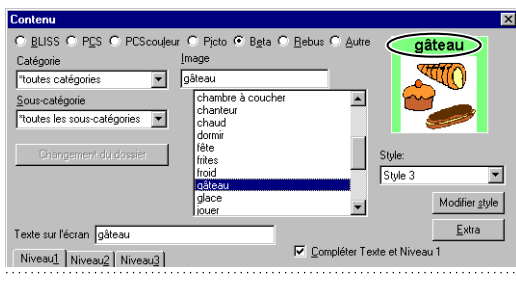 Contenu
BLISS PCS PCScouleur Picto Beta Rebus Autre
gâteau
Catégorie
*toutes catégories
Image
gâteau
Sous-catégorie
*toutes les sous-catégories
chambre à coucher
chanteur
chaud
dormir
fête
frites
froid
gâteau
glace
jouer
Changement du dossier
Style:
Style 3
Modifier style
Extra
Texte sur l'écran gâteau
Compléter Texte et Niveau 1
Niveau1 Niveau2 Niveau3